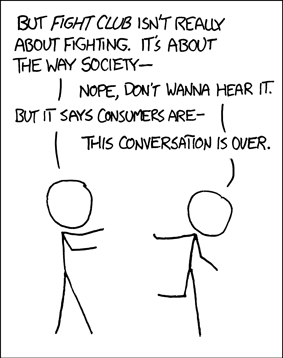 BUT FIGHT CLUB ISN'T REALLY
ABOUT FIGHTING. IT'S ABOUT
THE WAY SOCIETY—
NOPE, DON'T WANNA HEAR IT.
BUT IT SAYS CONSUMERS ARE—
THIS CONVERSATION IS OVER.